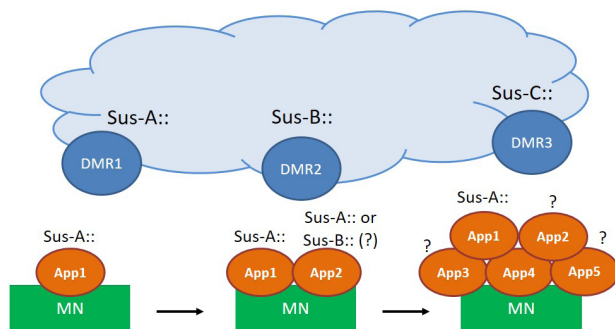 Sus-A::
Sus-B::
Sus-C::
DMR1
DMR2
DMR3
Sus-A::
App1
MN
Sus-A::
Sus-A:: or
Sus-B:: (?)
App1
App2
MN
Sus-A::
?
?
?
App1
App2
App3
App4
App5
MN